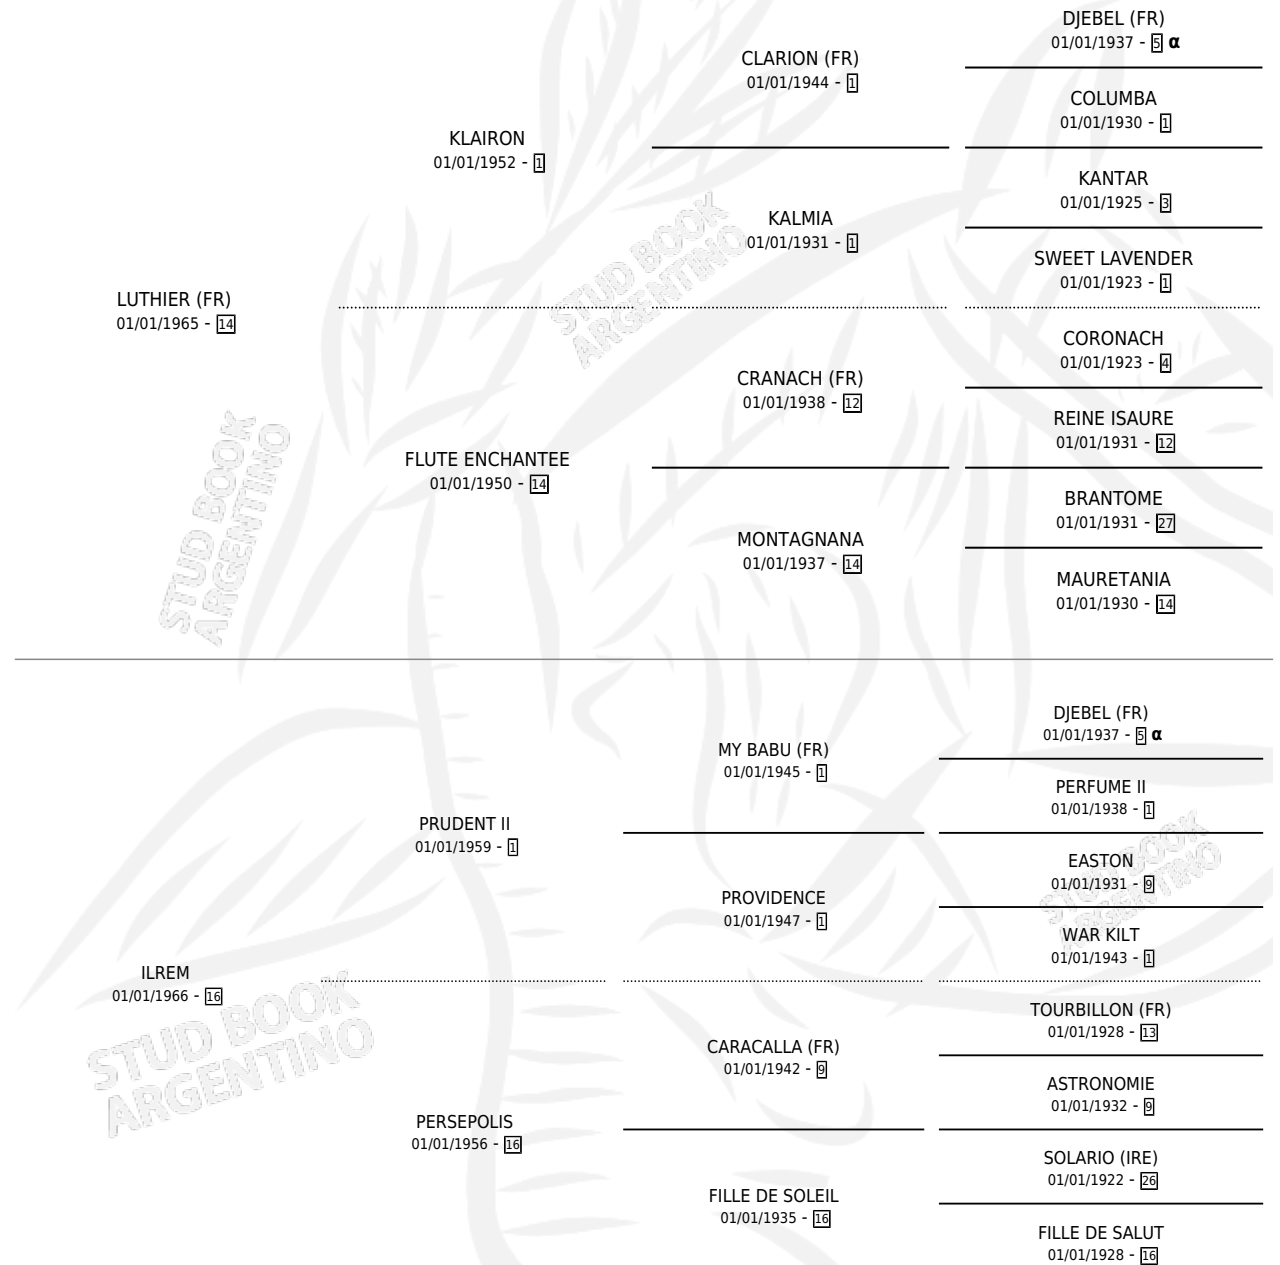 DJEBEL (FR)
01/01/1937 - 5 α
CLARION (FR)
01/01/1944 - 1
COLUMBA
01/01/1930 - 1
KLAIRON
01/01/1952 - 1
KANTAR
01/01/1925 - 3
KALMIA
01/01/1931 - 1
SWEET LAVENDER
01/01/1923 - 1
STUD BOOK
ARGENTINO
LUTHIER (FR)
01/01/1965 - 14
CORONACH
01/01/1923 - 4
CRANACH (FR)
01/01/1938 - 12
REINE ISAURE
01/01/1931 - 12
FLUTE ENCHANTEE
01/01/1950 - 14
BRANTOME
01/01/1931 - 27
MONTAGNANA
01/01/1937 - 14
MAURETANIA
01/01/1930 - 14
STUD BOOK
ARGENTINO
DJEBEL (FR)
01/01/1937 - 5 α
MY BABU (FR)
01/01/1945 - 1
PERFUME II
01/01/1938 - 1
PRUDENT II
01/01/1959 - 1
EASTON
01/01/1931 - 9
PROVIDENCE
01/01/1947 - 1
WAR KILT
01/01/1943 - 1
STUD BOOK
ARGENTINO
ILREM
01/01/1966 - 16
TOURBILLON (FR)
01/01/1928 - 13
CARACALLA (FR)
01/01/1942 - 9
ASTRONOMIE
01/01/1932 - 9
STUD BOOK
ARGENTINO
PERSEPOLIS
01/01/1956 - 16
SOLARIO (IRE)
01/01/1922 - 26
FILLE DE SOLEIL
01/01/1935 - 16
FILLE DE SALUT
01/01/1928 - 16